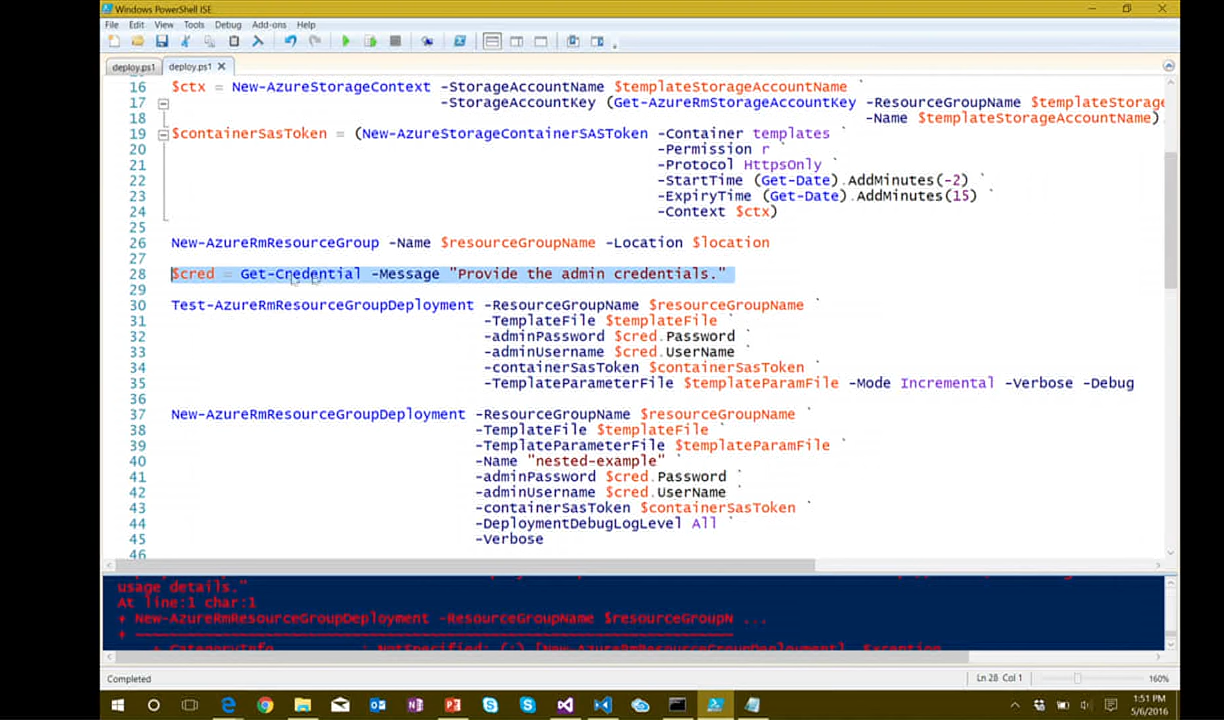 Windows PowerShell ISE
File Edit View Tools Debug Add-ons Help
deploy.ps1 deploy.ps1 X
16 $ctx = New-AzureStorageContext -StorageAccountName $templateStorageAccountName `
17 -StorageAccountKey (Get-AzureRmStorageAccountKey -ResourceGroupName $templateStorage
18 -Name $templateStorageAccountName)
19 $containerSasToken = (New-AzureStorageContainerSASToken -Container templates `
20 -Permission r `
21 -Protocol HttpsOnly `
22 -StartTime (Get-Date).AddMinutes(-2) `
23 -ExpiryTime (Get-Date).AddMinutes(15) `
24 -Context $ctx)
25
26 New-AzureRmResourceGroup -Name $resourceGroupName -Location $location
27
28 $cred = Get-Credential -Message "Provide the admin credentials."
29
30 Test-AzureRmResourceGroupDeployment -ResourceGroupName $resourceGroupName `
31 -TemplateFile $templateFile `
32 -adminPassword $cred.Password `
33 -adminUsername $cred.UserName `
34 -containerSasToken $containerSasToken `
35 -TemplateParameterFile $templateParamFile -Mode Incremental -Verbose -Debug
36
37 New-AzureRmResourceGroupDeployment -ResourceGroupName $resourceGroupName `
38 -TemplateFile $templateFile `
39 -TemplateParameterFile $templateParamFile `
40 -Name "nested-example" `
41 -adminPassword $cred.Password `
42 -adminUsername $cred.UserName `
43 -containerSasToken $containerSasToken `
44 -DeploymentDebugLogLevel All `
45 -Verbose
46
usage details."
At line:1 char:1
+ New-AzureRmResourceGroupDeployment -ResourceGroupName $resourceGroupN ...
+ CategoryInfo : NotSpecified: (:) [New-AzureRmResourceGroupDeployment], Exception
Completed Ln 28 Col 1 160%
1:51 PM
5/6/2016